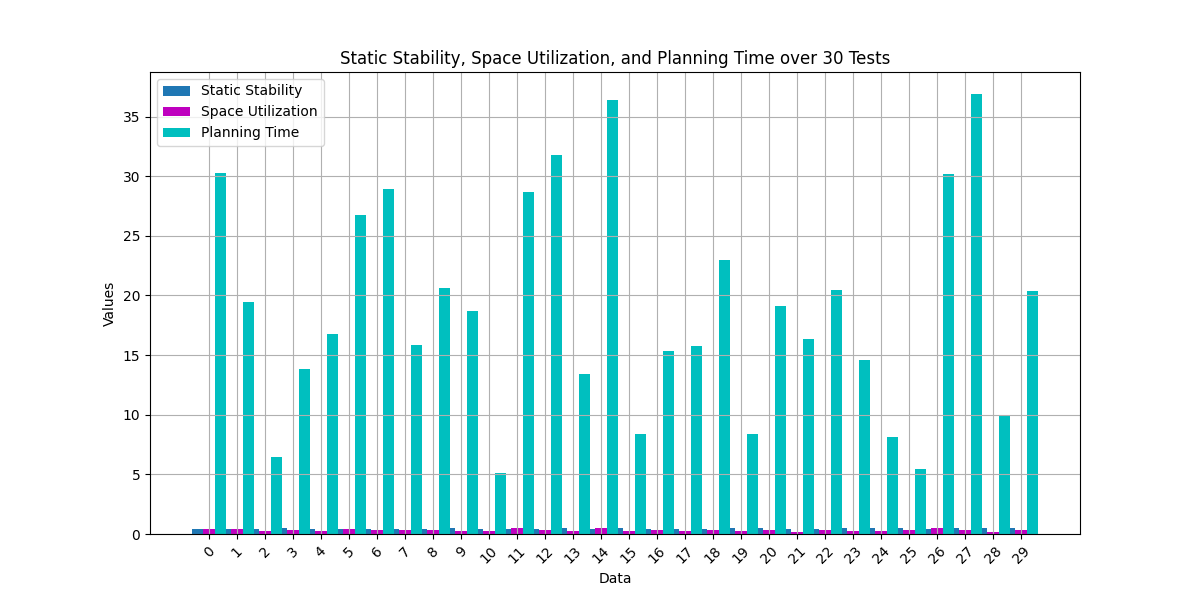 Static Stability, Space Utilization, and Planning Time over 30 Tests
Static Stability
Space Utilization
Planning Time
Values
35
30
25
20
15
10
5
0
0 1 2 3 4 5 6 7 8 9 10 11 12 13 14 15 16 17 18 19 20 21 22 23 24 25 26 27 28 29
Data